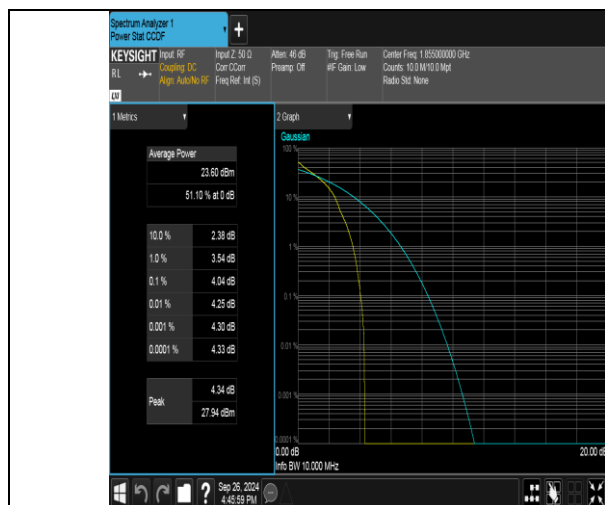 Spectrum Analyzer 1
Power Stat CCDF
+
KEYSIGHT
Input: RF
Coupling: DC
Align: Auto/No RF
Input Z: 50 Ω
Corr CCorr
Freq Ref: Int (S)
Atten: 46 dB
Preamp: Off
Trig: Free Run
#IF Gain: Low
Center Freq: 1.855000000 GHz
Counts: 10.0 M/10.0 Mpt
Radio Std: None
RL
LXI
1 Metrics
Average Power
23.60 dBm
51.10 % at 0 dB
10.0 % 2.38 dB
1.0 % 3.54 dB
0.1 % 4.04 dB
0.01 % 4.25 dB
0.001 % 4.30 dB
0.0001 % 4.33 dB
Peak
4.34 dB
27.94 dBm
2 Graph
Gaussian
100 %
10 %
1 %
0.1 %
0.01 %
0.001 %
0.0001 %
0.00 dB
20.00 dB
Info BW 10.000 MHz
?
Sep 26, 2024
4:45:59 PM